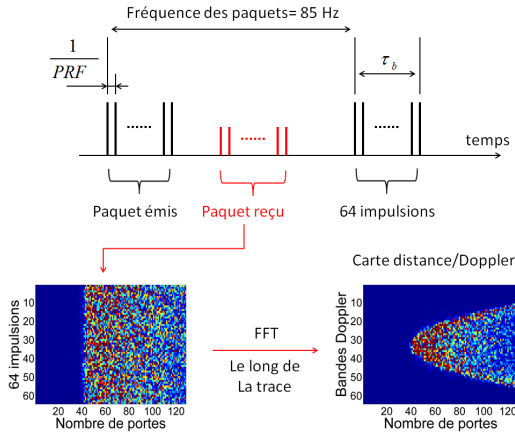 Fréquence des paquets= 85 Hz
1
PRF
τ b
......
......
......
temps
Paquet émis
Paquet reçu
64 impulsions
Carte distance/Doppler
64 impulsions
10
20
30
40
50
60
20 40 60 80 100 120
Nombre de portes
FFT
Le long de
La trace
Bandes Doppler
10
20
30
40
50
60
20 40 60 80 100 120
Nombre de portes